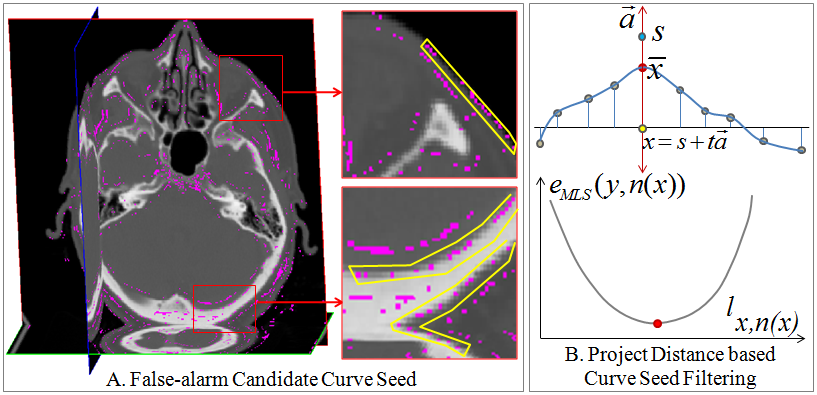 A. False-alarm Candidate Curve Seed
a⃗
s
x̅
x = s + ta⃗
e_MLS(y, n(x))
l_x,n(x)
B. Project Distance based
Curve Seed Filtering